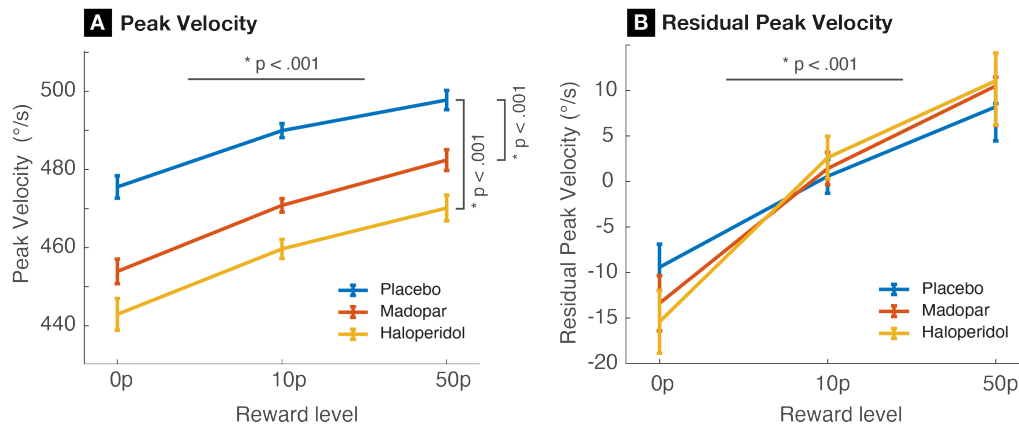 A Peak Velocity
* p < .001
Peak Velocity (°/s)
500
480
460
440
* p < .001
* p < .001
Placebo
Madopar
Haloperidol
0p
10p
50p
Reward level
B Residual Peak Velocity
* p < .001
Residual Peak Velocity (°/s)
10
5
0
-5
-10
-15
-20
Placebo
Madopar
Haloperidol
0p
10p
50p
Reward level